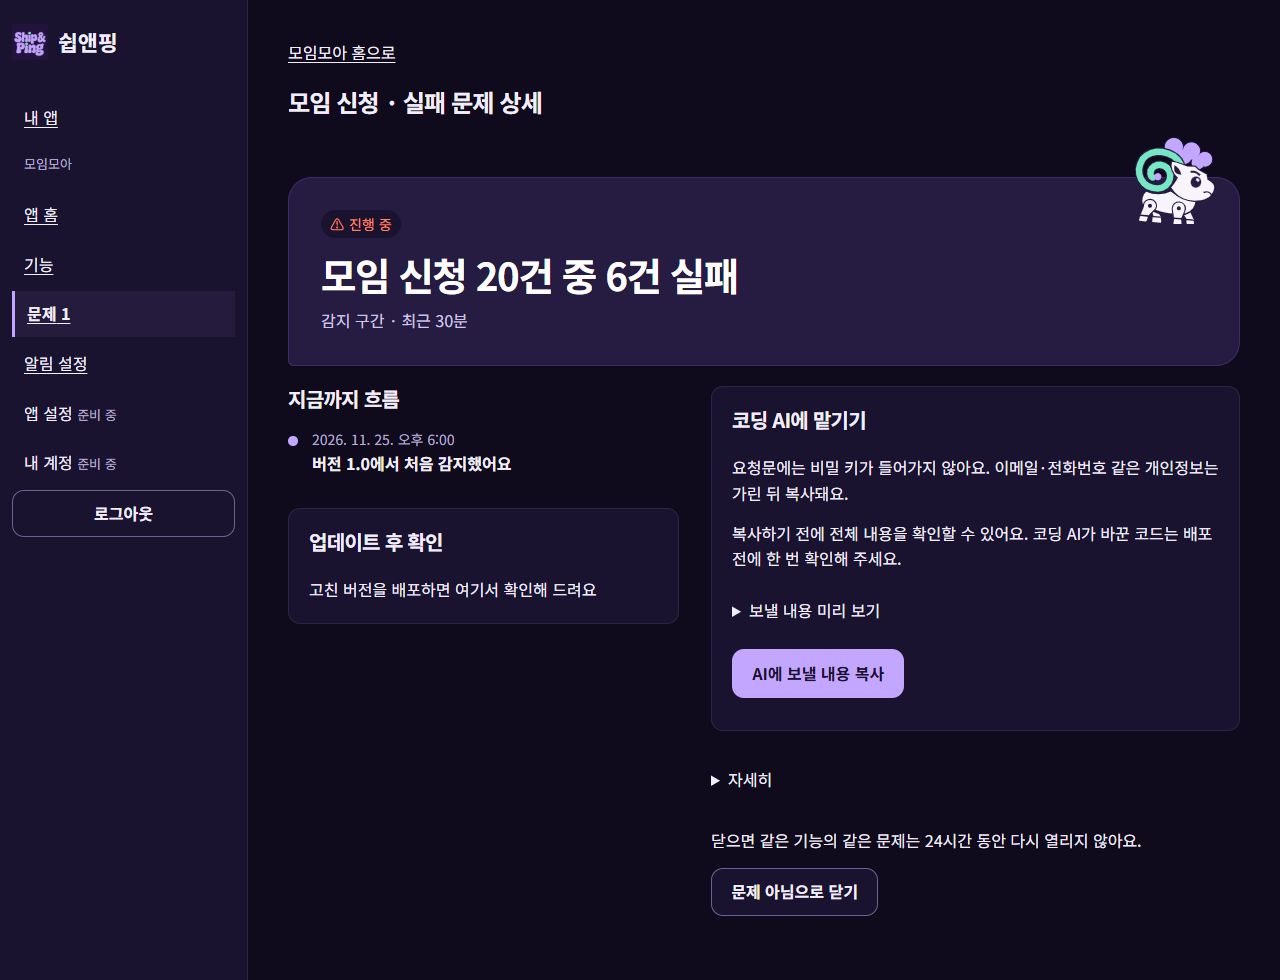 Ship&
Ping
쉽앤핑
내 앱
모임모아
앱 홈
기능
문제 1
알림 설정
앱 설정 준비 중
내 계정 준비 중
로그아웃
모임모아 홈으로
모임 신청 · 실패 문제 상세
진행 중
모임 신청 20건 중 6건 실패
감지 구간 · 최근 30분
지금까지 흐름
2026. 11. 25. 오후 6:00
버전 1.0에서 처음 감지했어요
업데이트 후 확인
고친 버전을 배포하면 여기서 확인해 드려요
코딩 AI에 맡기기
요청문에는 비밀 키가 들어가지 않아요. 이메일·전화번호 같은 개인정보는
가린 뒤 복사돼요.
복사하기 전에 전체 내용을 확인할 수 있어요. 코딩 AI가 바꾼 코드는 배포
전에 한 번 확인해 주세요.
보낼 내용 미리 보기
AI에 보낼 내용 복사
자세히
닫으면 같은 기능의 같은 문제는 24시간 동안 다시 열리지 않아요.
문제 아님으로 닫기